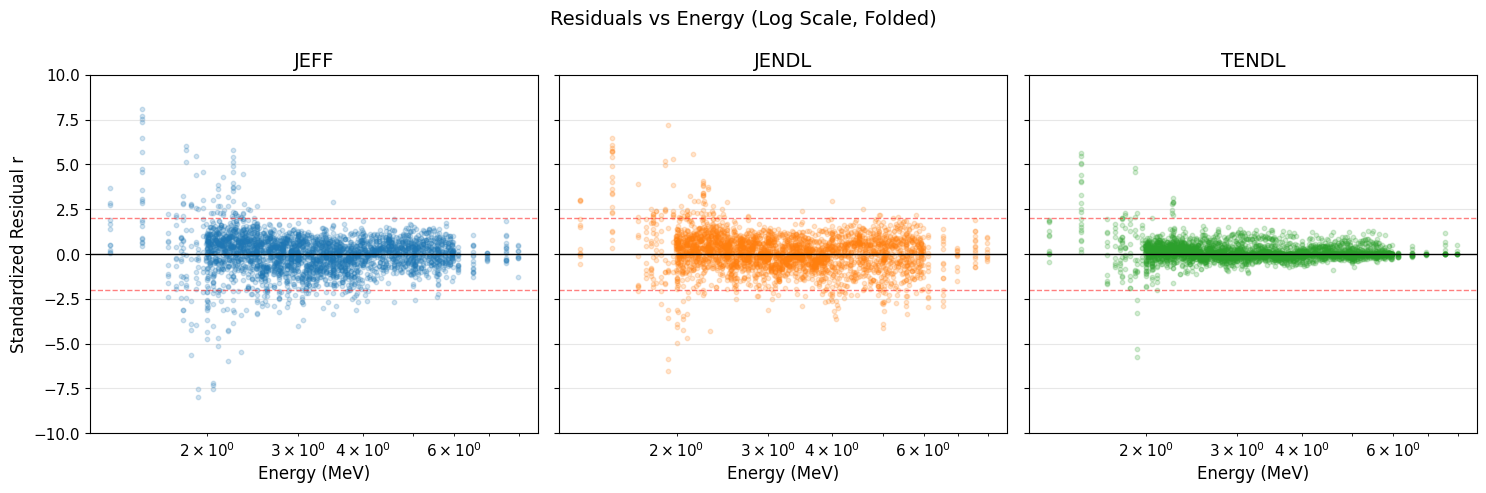 Residuals vs Energy (Log Scale, Folded)
JEFF
JENDL
TENDL
Standardized Residual r
10.0
7.5
5.0
2.5
0.0
−2.5
−5.0
−7.5
−10.0
2 × 10⁰
3 × 10⁰
4 × 10⁰
6 × 10⁰
2 × 10⁰
3 × 10⁰
4 × 10⁰
6 × 10⁰
2 × 10⁰
3 × 10⁰
4 × 10⁰
6 × 10⁰
Energy (MeV)
Energy (MeV)
Energy (MeV)